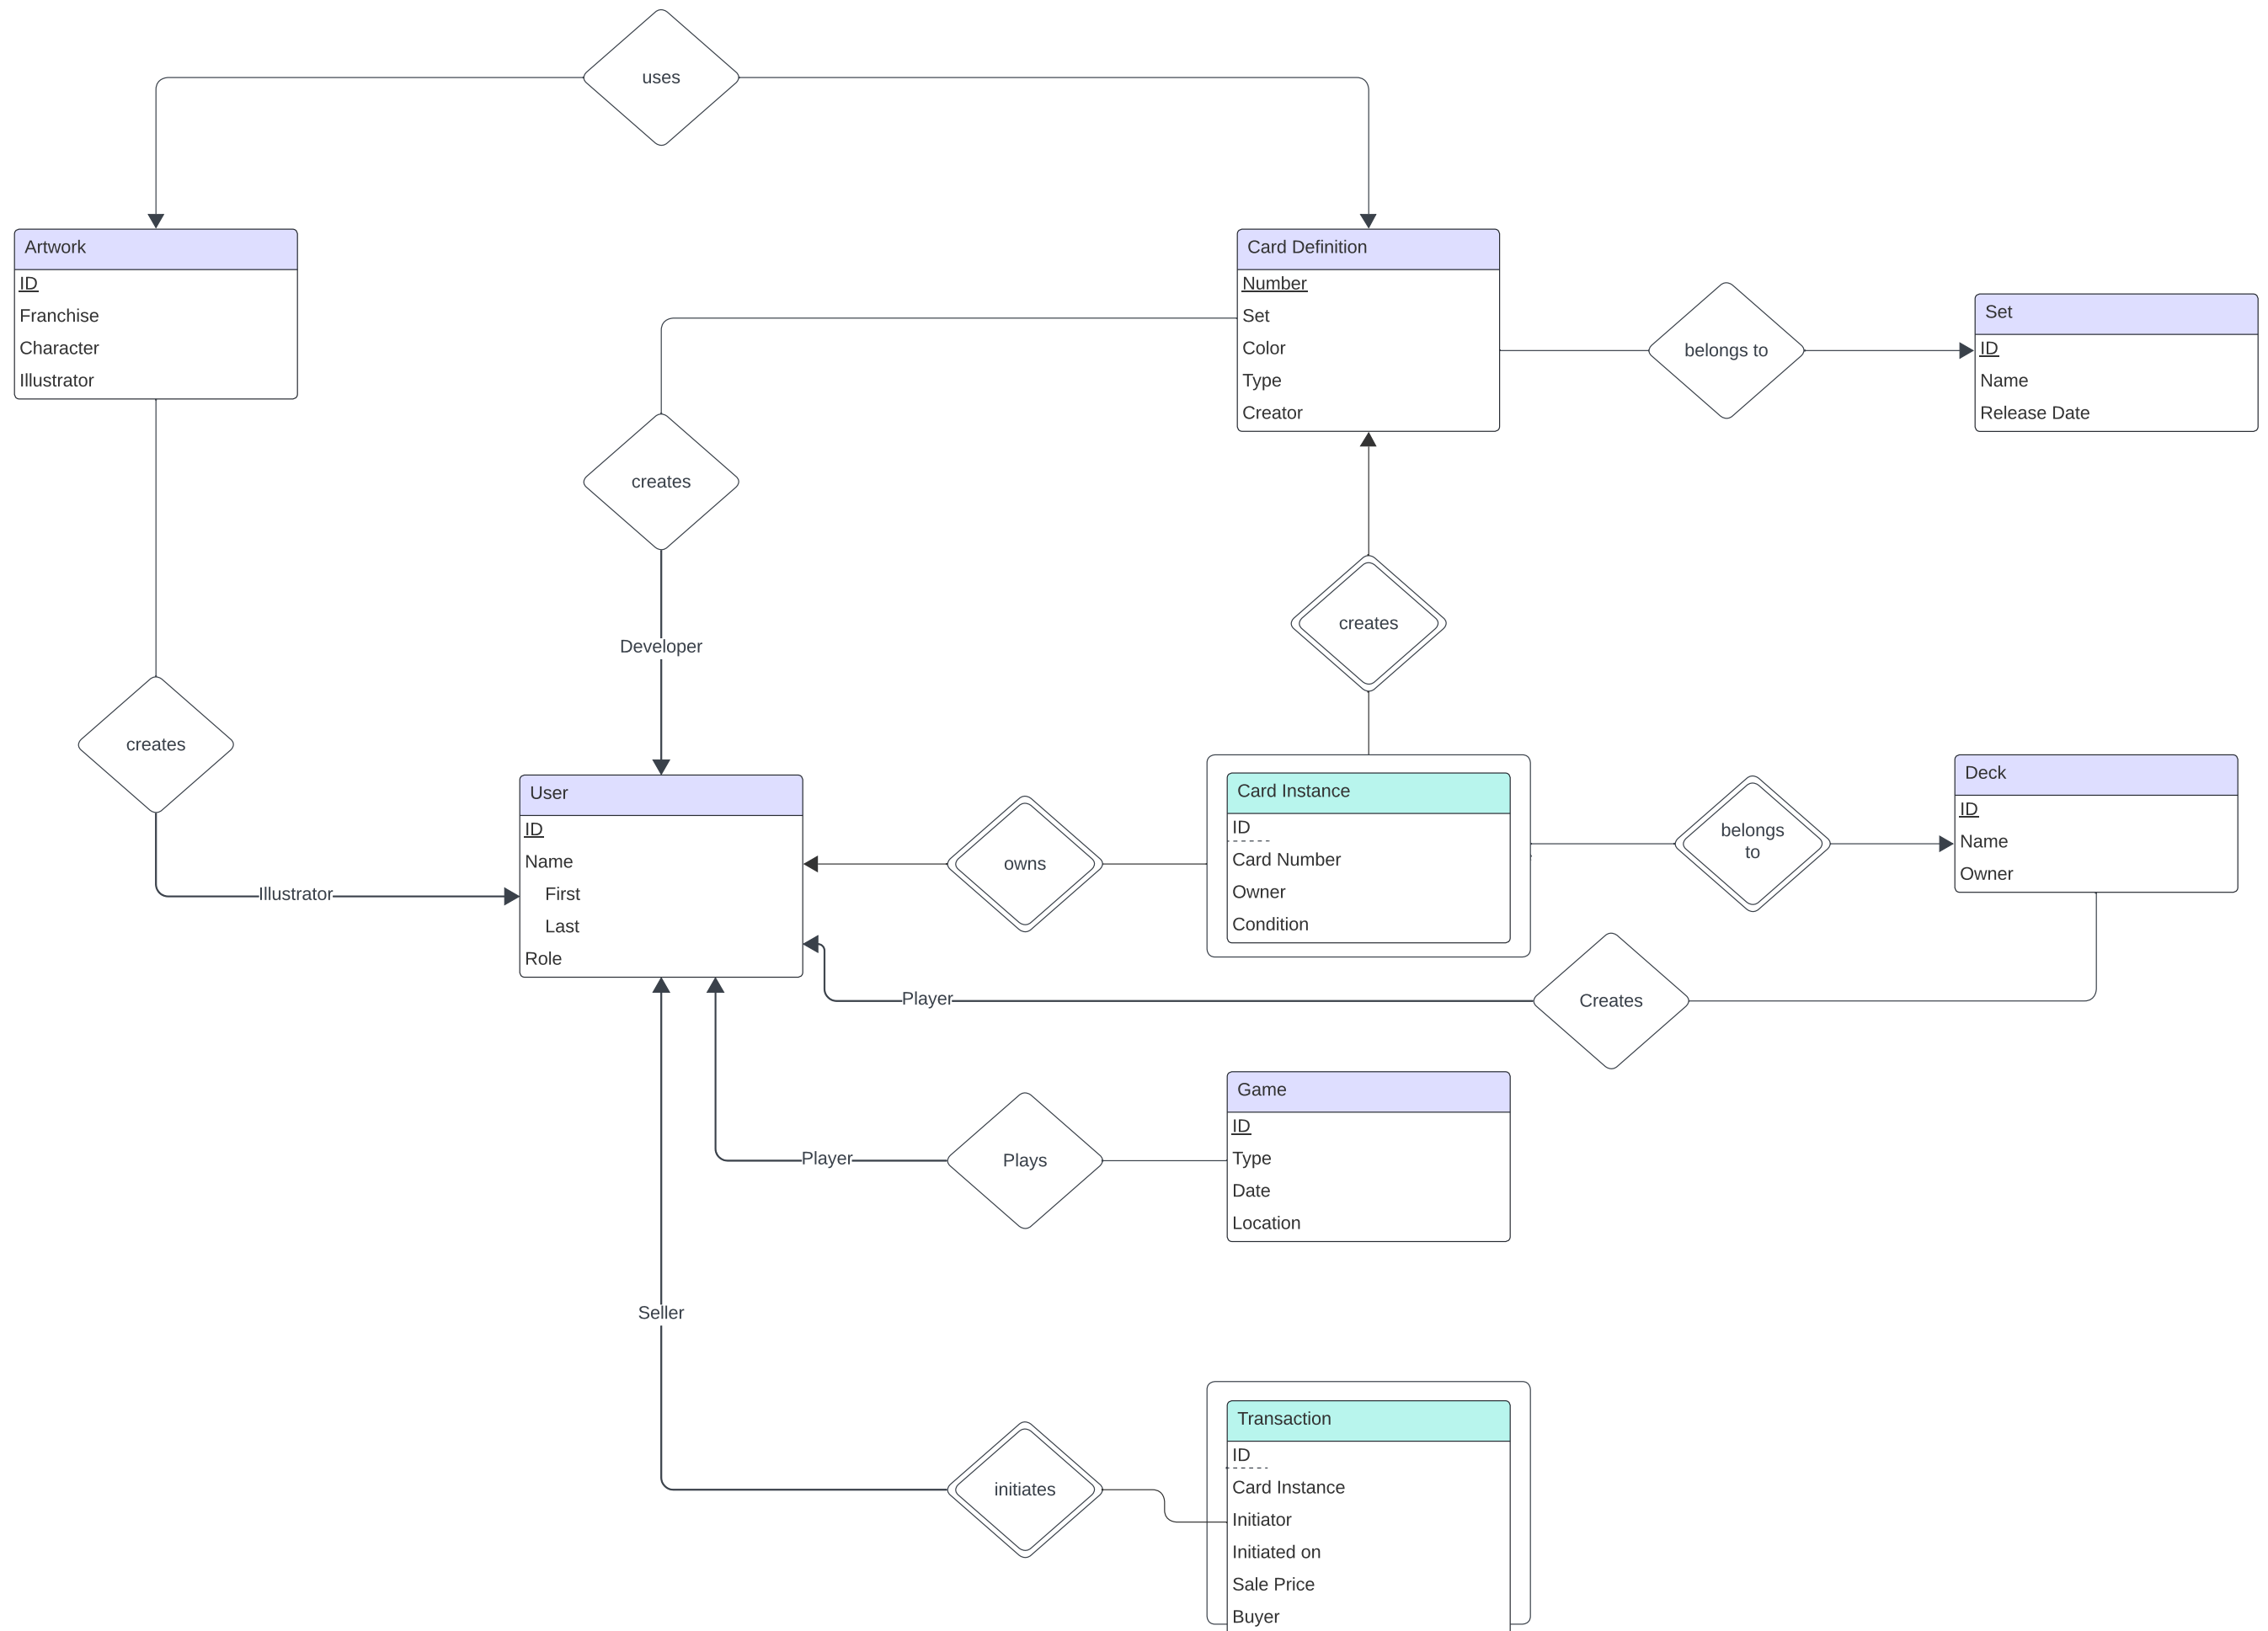 uses
Artwork
ID
Franchise
Character
Illustrator
Card Definition
Number
Set
Color
Type
Creator
belongs to
Set
ID
Name
Release Date
creates
Developer
creates
creates
Illustrator
User
ID
Name
First
Last
Role
owns
Card Instance
ID
Card Number
Owner
Condition
belongs
to
Deck
ID
Name
Owner
Player
Creates
Player
Plays
Game
ID
Type
Date
Location
Seller
initiates
Transaction
ID
Card Instance
Initiator
Initiated on
Sale Price
Buyer